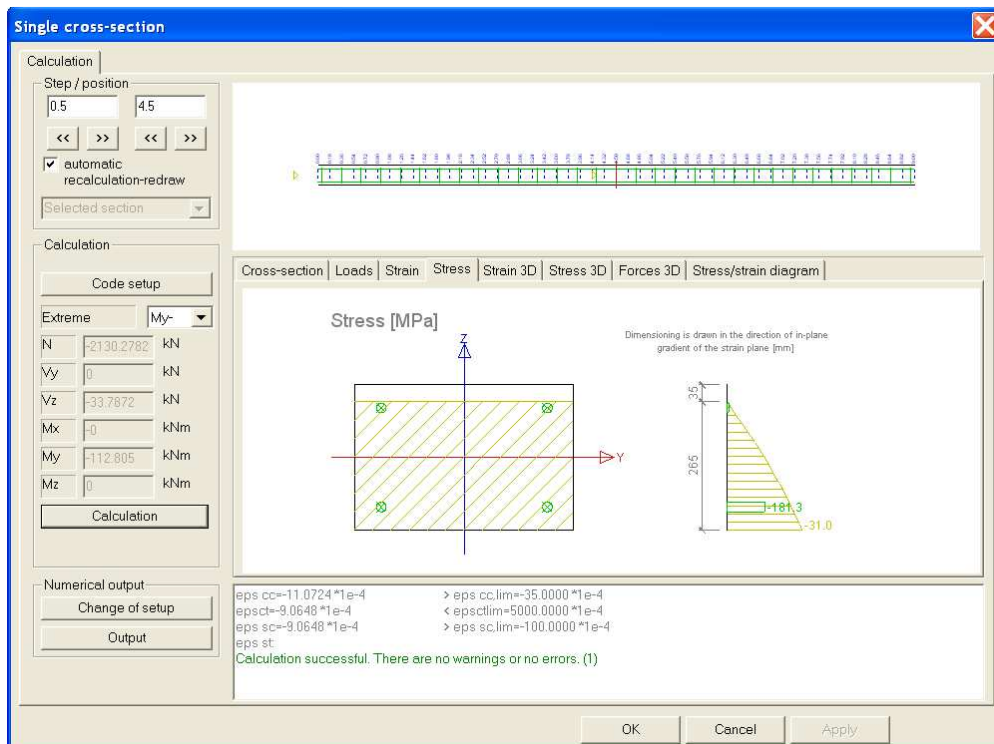 Single cross-section
Calculation
Step / position
0.5 4.5
<< >> << >>
automatic
recalculation-redraw
Selected section
Calculation
Code setup
Extreme My-
N -2130.2782 kN
Vy 0 kN
Vz -33.7872 kN
Mx -0 kNm
My -112.805 kNm
Mz 0 kNm
Calculation
Numerical output
Change of setup
Output
Cross-section Loads Strain Stress Strain 3D Stress 3D Forces 3D Stress/strain diagram
Stress [MPa]
Z
Y
Dimensioning is drawn in the direction of in-plane
gradient of the strain plane [mm]
35
265
-181.3
-31.0
eps cc=-11.0724 *1e-4 > eps cc,lim=-35.0000 *1e-4
epsct=-9.0648 *1e-4 < epsctlim=5000.0000 *1e-4
eps sc=-9.0648 *1e-4 > eps sc,lim=-100.0000 *1e-4
eps st
Calculation successful. There are no warnings or no errors. (1)
OK Cancel Apply